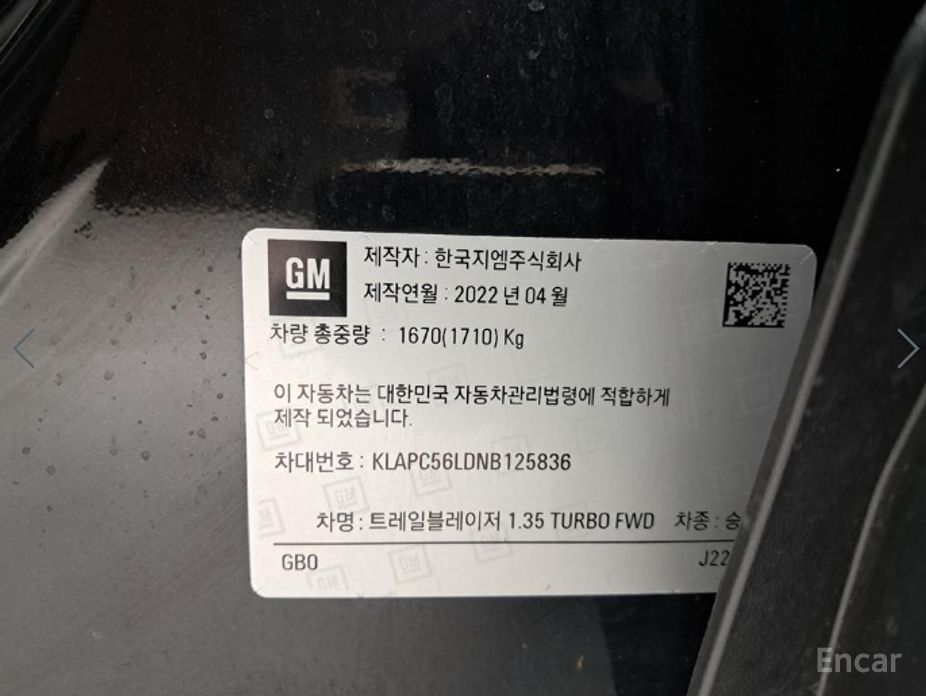 GM
제작자 : 한국지엠주식회사
제작연월 : 2022 년 04 월
차량 총중량 : 1670(1710) Kg
이 자동차는 대한민국 자동차관리법령에 적합하게
제작 되었습니다.
차대번호 : KLAPC56LDNB125836
차명 : 트레일블레이저 1.35 TURBO FWD 차종 : 승
GB0 J22
Encar